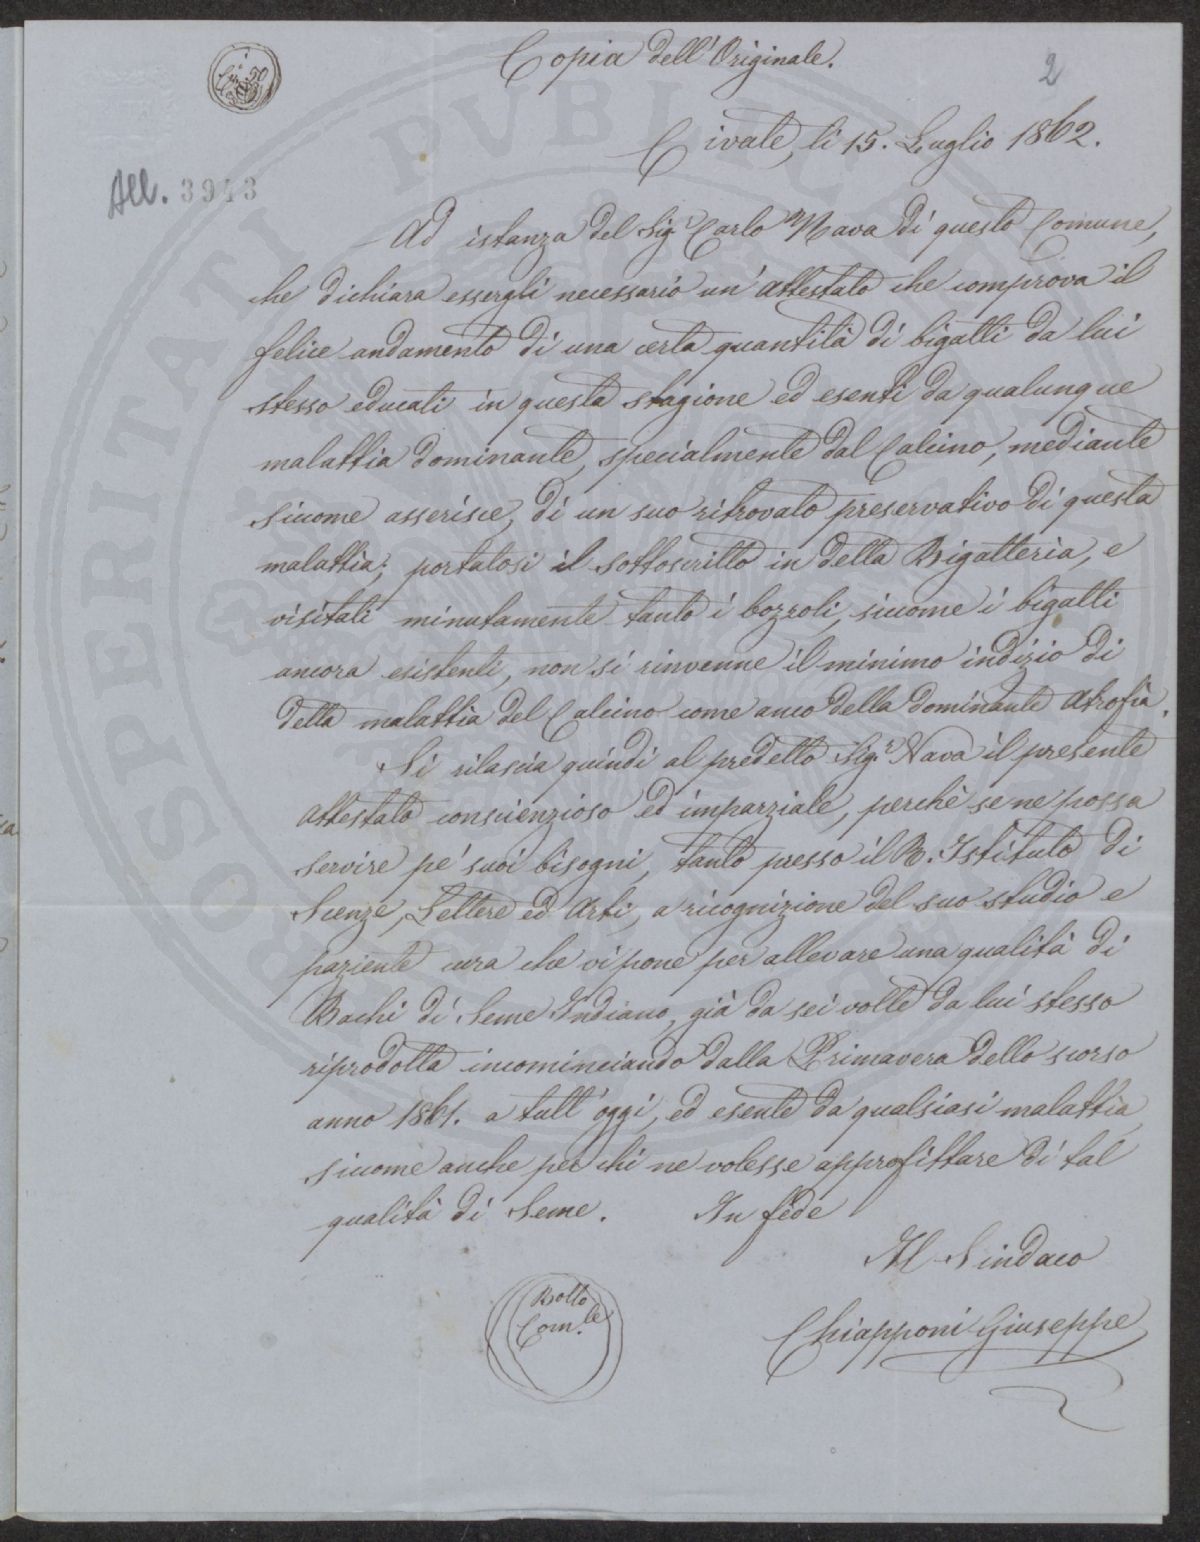 Copia dell'Originale.
2
Civate, li 15. Luglio 1862.
All. 3943
Ad istanza del Sig.r Carlo Nava di questo Comune,
che dichiara essergli necessario un'attestato che comprova il
felice andamento di una certa quantità di bigatti da lui
stesso educati in questa stagione ed esenti da qualunque
malattia dominante, specialmente dal Calcino, mediante
siccome asserisce, di un suo ritrovato preservativo di questa
malattia; portatosi il sottoscritto in detta Bigatteria, e
visitati minutamente tanto i bozzoli, siccome i bigatti
ancora esistenti, non si rinvenne il minimo indizio di
detta malattia del Calcino come anco della dominante Atrofia.
Si rilascia quindi al predetto Sig.r Nava il presente
attestato conscienzioso ed imparziale, perchè se ne possa
servire pe' suoi bisogni, tanto presso il R. Istituto di
Scenze, Lettere ed Arti, a ricognizione del suo studio e
paziente cura che vi pone per allevare una qualità di
Bachi di Seme Indiano, già da sei volte da lui stesso
riprodotta incominciando dalla Primavera dello scorso
anno 1861. a tutt'oggi, ed esente da qualsiasi malattia,
siccome anche per chi ne volesse approfittare di tal
qualità di Seme. In fede
Il Sindaco
Bollo
Com.le
Chiapponi Giuseppe
PROSPERITATI PUBLICAE